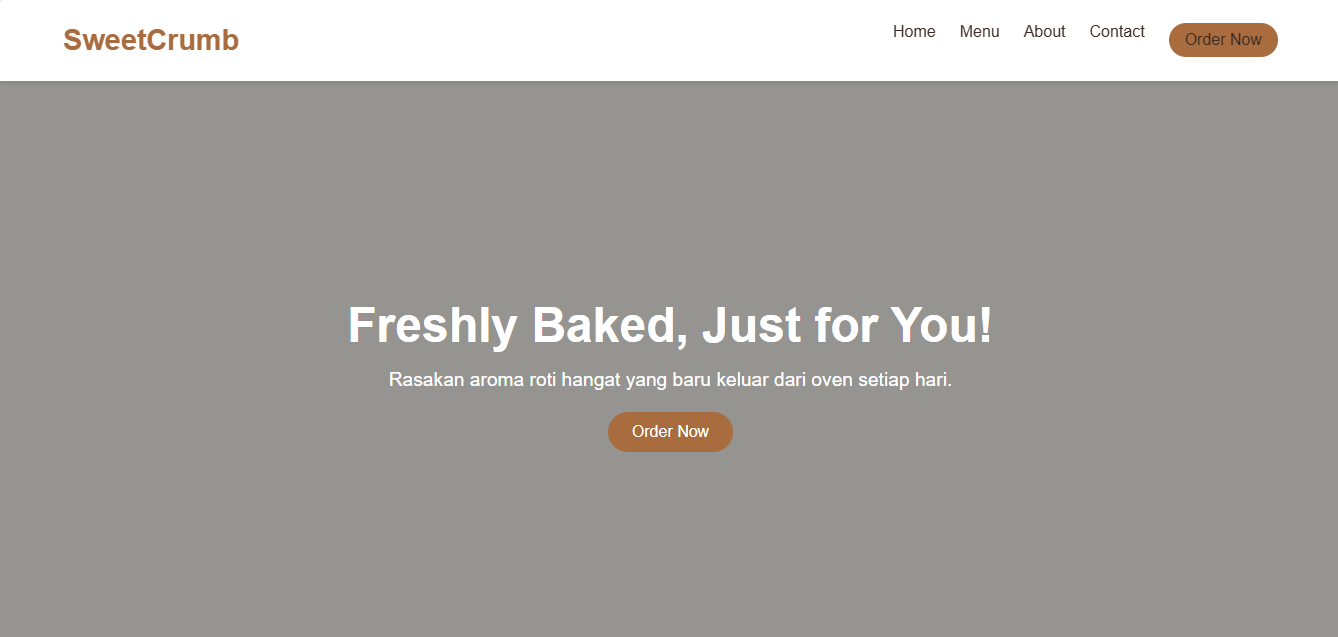 SweetCrumb
Home Menu About Contact Order Now
Freshly Baked, Just for You!
Rasakan aroma roti hangat yang baru keluar dari oven setiap hari.
Order Now